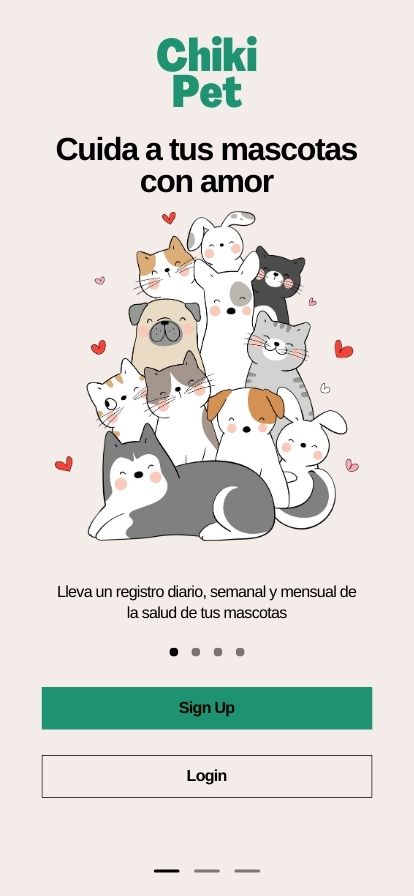 Chiki
Pet
Cuida a tus mascotas
con amor
Lleva un registro diario, semanal y mensual de
la salud de tus mascotas
Sign Up
Login